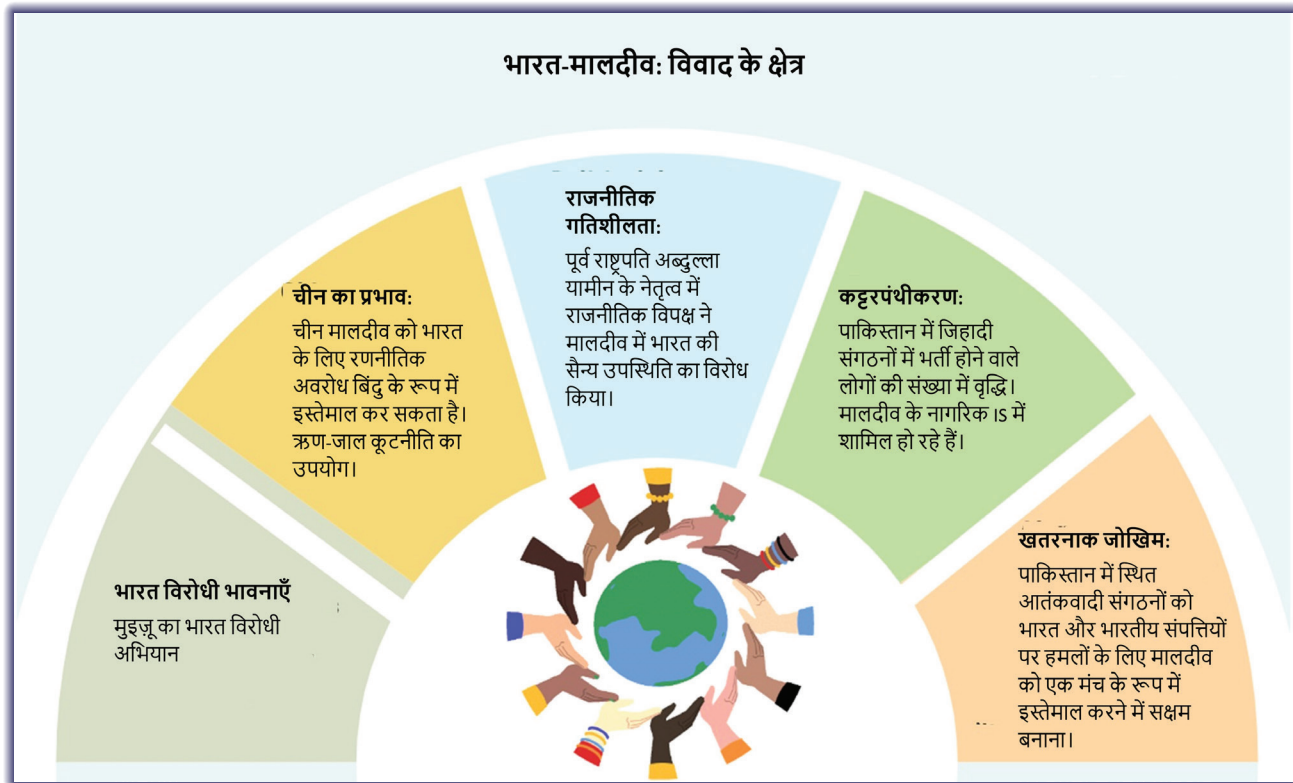 भारत-मालदीव: विवाद के क्षेत्र
भारत विरोधी भावनाएँ
मुइज़ू का भारत विरोधी
अभियान
चीन का प्रभाव:
चीन मालदीव को भारत
के लिए रणनीतिक
अवरोध बिंदु के रूप में
इस्तेमाल कर सकता है।
ऋण-जाल कूटनीति का
उपयोग।
राजनीतिक
गतिशीलता:
पूर्व राष्ट्रपति अब्दुल्ला
यामीन के नेतृत्व में
राजनीतिक विपक्ष ने
मालदीव में भारत की
सैन्य उपस्थिति का विरोध
किया।
कट्टरपंथीकरण:
पाकिस्तान में जिहादी
संगठनों में भर्ती होने वाले
लोगों की संख्या में वृद्धि।
मालदीव के नागरिक IS में
शामिल हो रहे हैं।
खतरनाक जोखिम:
पाकिस्तान में स्थित
आतंकवादी संगठनों को
भारत और भारतीय संपत्तियों
पर हमलों के लिए मालदीव
को एक मंच के रूप में
इस्तेमाल करने में सक्षम
बनाना।